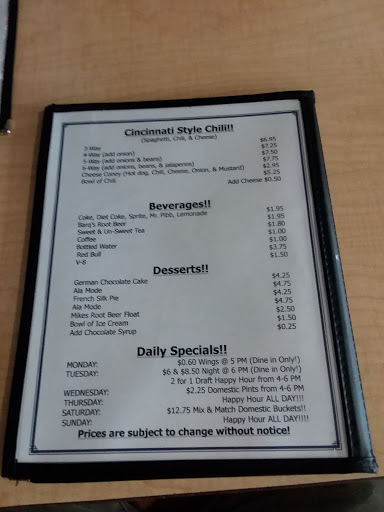 Cincinnati Style Chili!!
(Spaghetti, Chili, & Cheese)
3-Way $6.95
4-Way (add onion) $7.25
5-Way (add onions & beans) $7.50
6-Way (add onions, beans, & jalapenos) $7.75
Cheese Coney (Hot dog, Chili, Cheese, Onion, & Mustard) $2.95
Bowl of Chili $5.25
Add Cheese $0.50
Beverages!!
Coke, Diet Coke, Sprite, Mr. Pibb, Lemonade $1.95
Barq's Root Beer $1.95
Sweet & Un-Sweet Tea $1.80
Coffee $1.00
Bottled Water $1.00
Red Bull $3.75
V-8 $1.50
Desserts!!
German Chocolate Cake $4.25
Ala Mode $4.75
French Silk Pie $4.25
Ala Mode $4.75
Mikes Root Beer Float $2.50
Bowl of Ice Cream $1.50
Add Chocolate Syrup $0.25
Daily Specials!!
MONDAY: $0.60 Wings @ 5 PM (Dine in Only!)
TUESDAY: $6 & $8.50 Night @ 6 PM (Dine in Only!)
2 for 1 Draft Happy Hour from 4-6 PM
WEDNESDAY: $2.25 Domestic Pints from 4-6 PM
THURSDAY: Happy Hour ALL DAY!!!
SATURDAY: $12.75 Mix & Match Domestic Buckets!!
SUNDAY: Happy Hour ALL DAY!!!!
Prices are subject to change without notice!